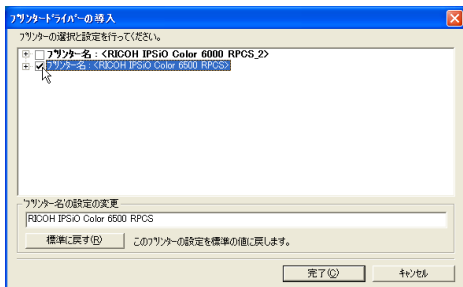 プリンタードライバーの導入
プリンターの選択と設定を行ってください。
プリンター名 : <RICOH IPSiO Color 6000 RPCS_2>
プリンター名 : <RICOH IPSiO Color 6500 RPCS>
'プリンター名'の設定の変更
RICOH IPSiO Color 6500 RPCS
標準に戻す(R) このプリンターの設定を標準の値に戻します。
完了(C) キャンセル